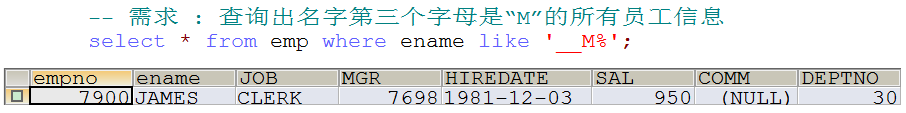 -- 需求 : 查询出名字第三个字母是“M”的所有员工信息
select * from emp where ename like '__M%';
empno ename JOB MGR HIREDATE SAL COMM DEPTNO
7900 JAMES CLERK 7698 1981-12-03 950 (NULL) 30